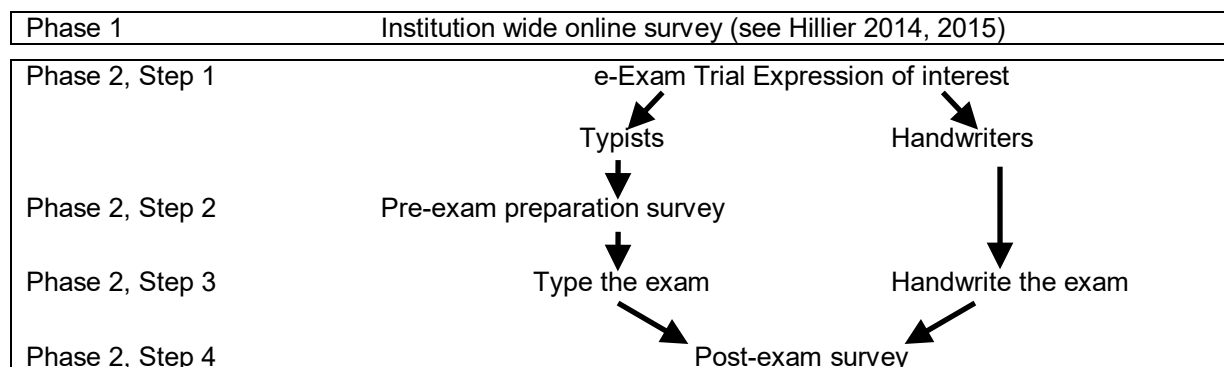 Phase 1 Institution wide online survey (see Hillier 2014, 2015)
Phase 2, Step 1 e-Exam Trial Expression of interest
Typists Handwriters
Phase 2, Step 2 Pre-exam preparation survey
Phase 2, Step 3 Type the exam Handwrite the exam
Phase 2, Step 4 Post-exam survey